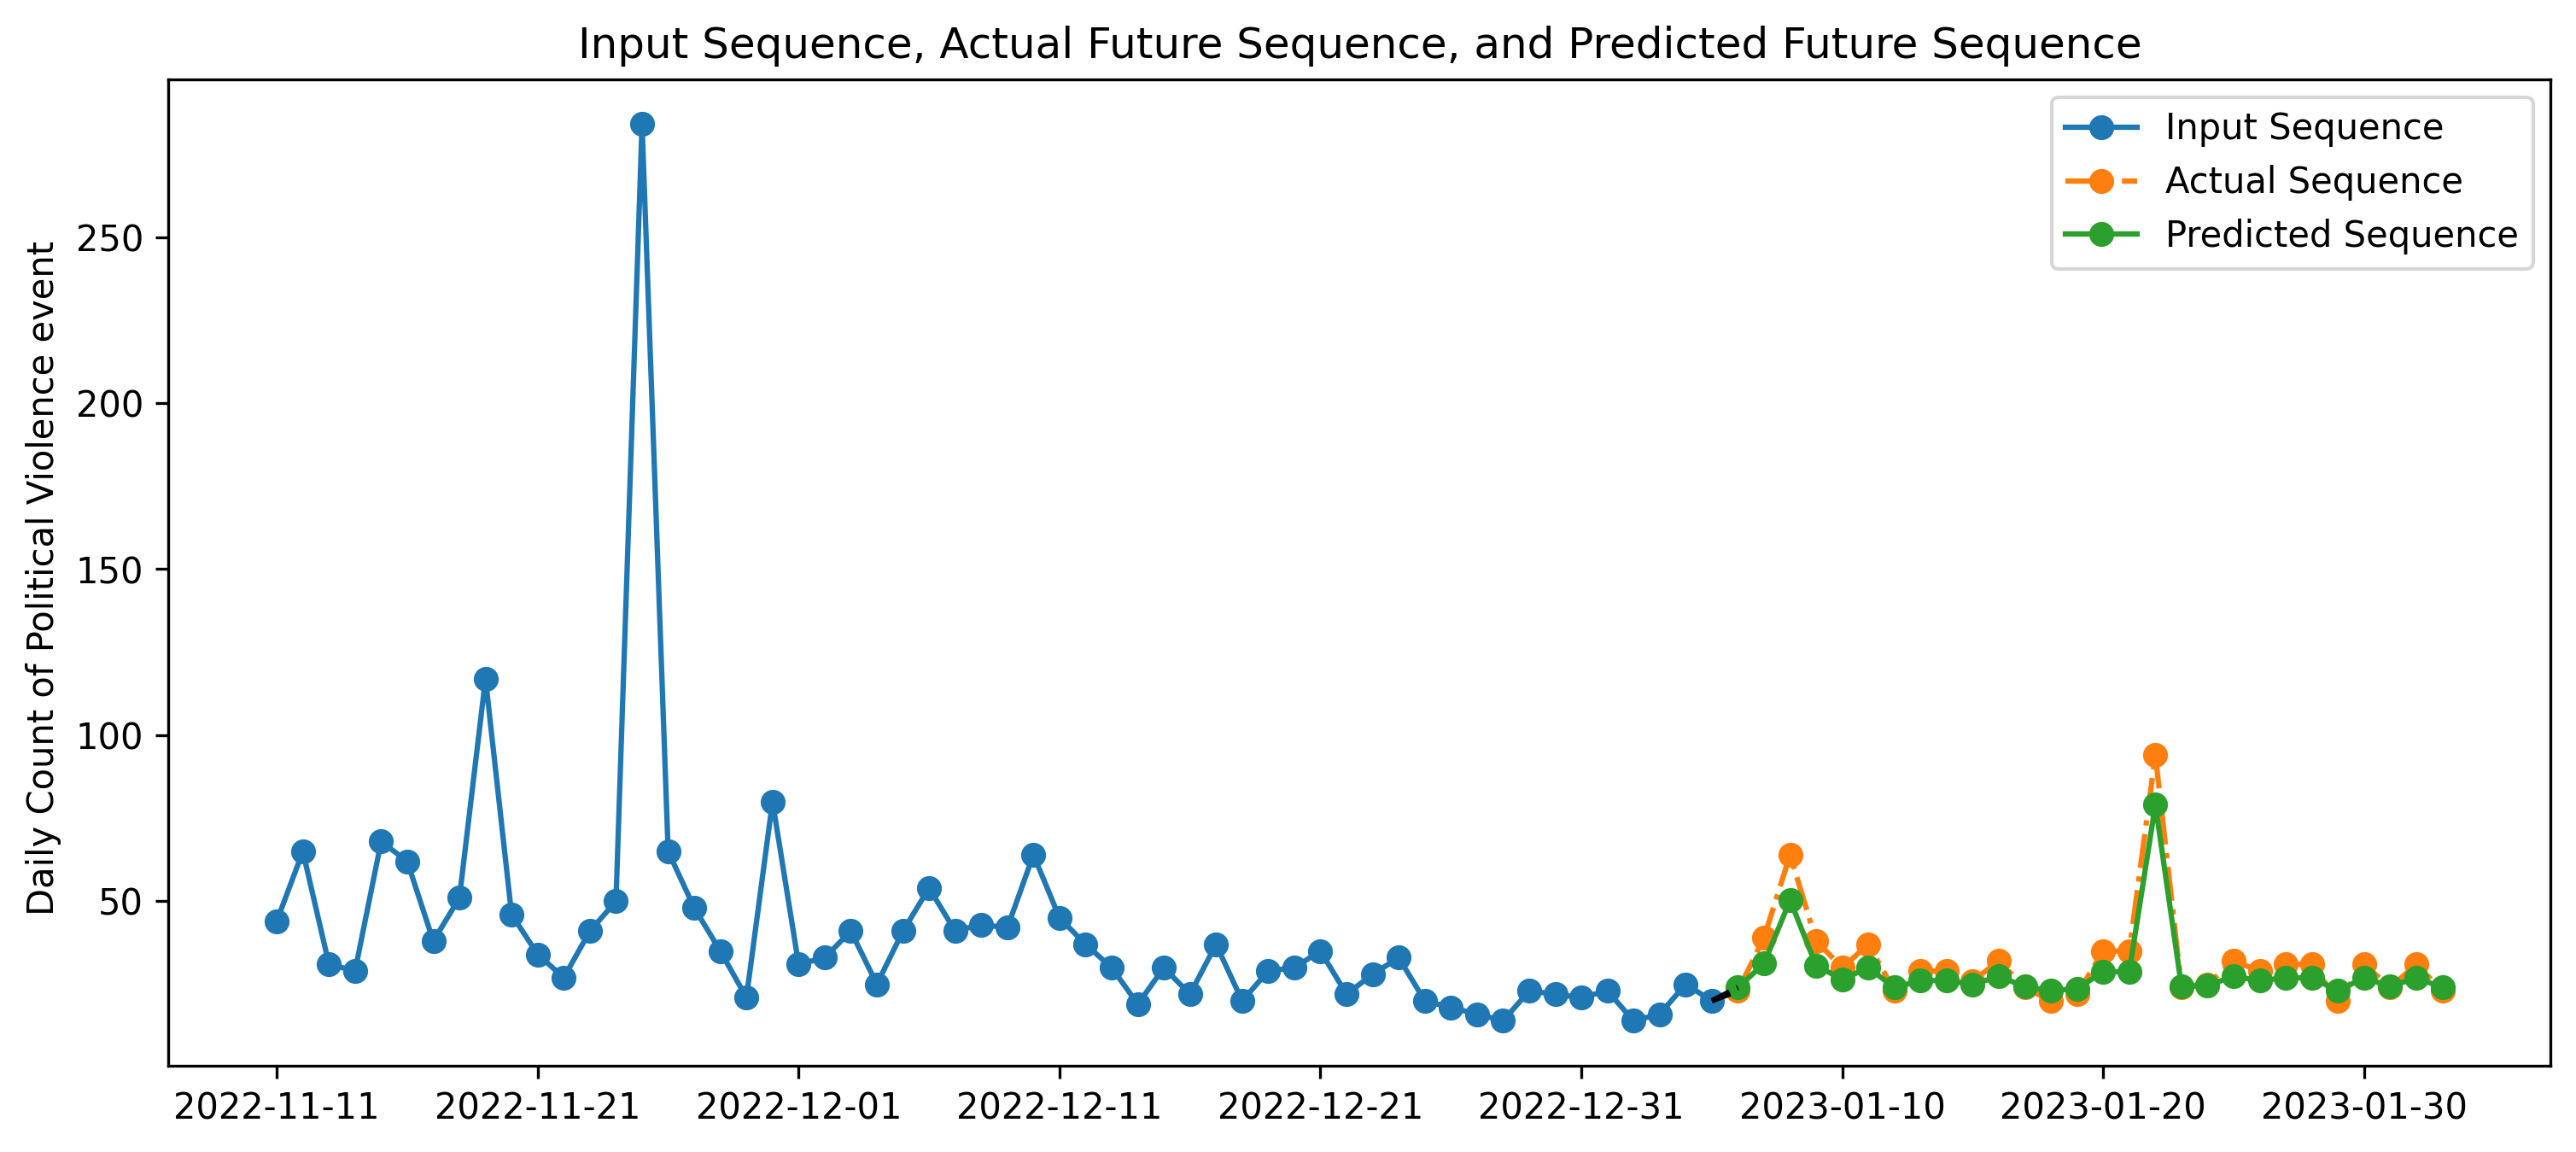 Input Sequence, Actual Future Sequence, and Predicted Future Sequence
Daily Count of Political Violence event
250
200
150
100
50
Input Sequence
Actual Sequence
Predicted Sequence
2022-11-11
2022-11-21
2022-12-01
2022-12-11
2022-12-21
2022-12-31
2023-01-10
2023-01-20
2023-01-30